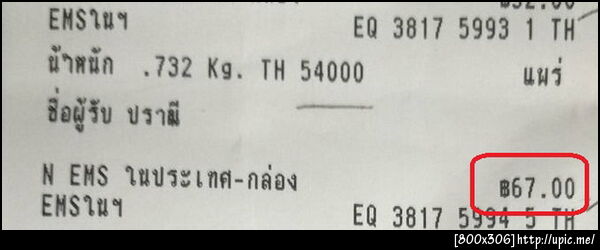 ฿52.00
EMSในฯ EQ 3817 5993 1 TH
น้ำหนัก .732 Kg. TH 54000 แพร่
ชื่อผู้รับ ปราณี
N EMS ในประเทศ-กล่อง ฿67.00
EMSในฯ EQ 3817 5994 5 TH
[800x306]http://upic.me/